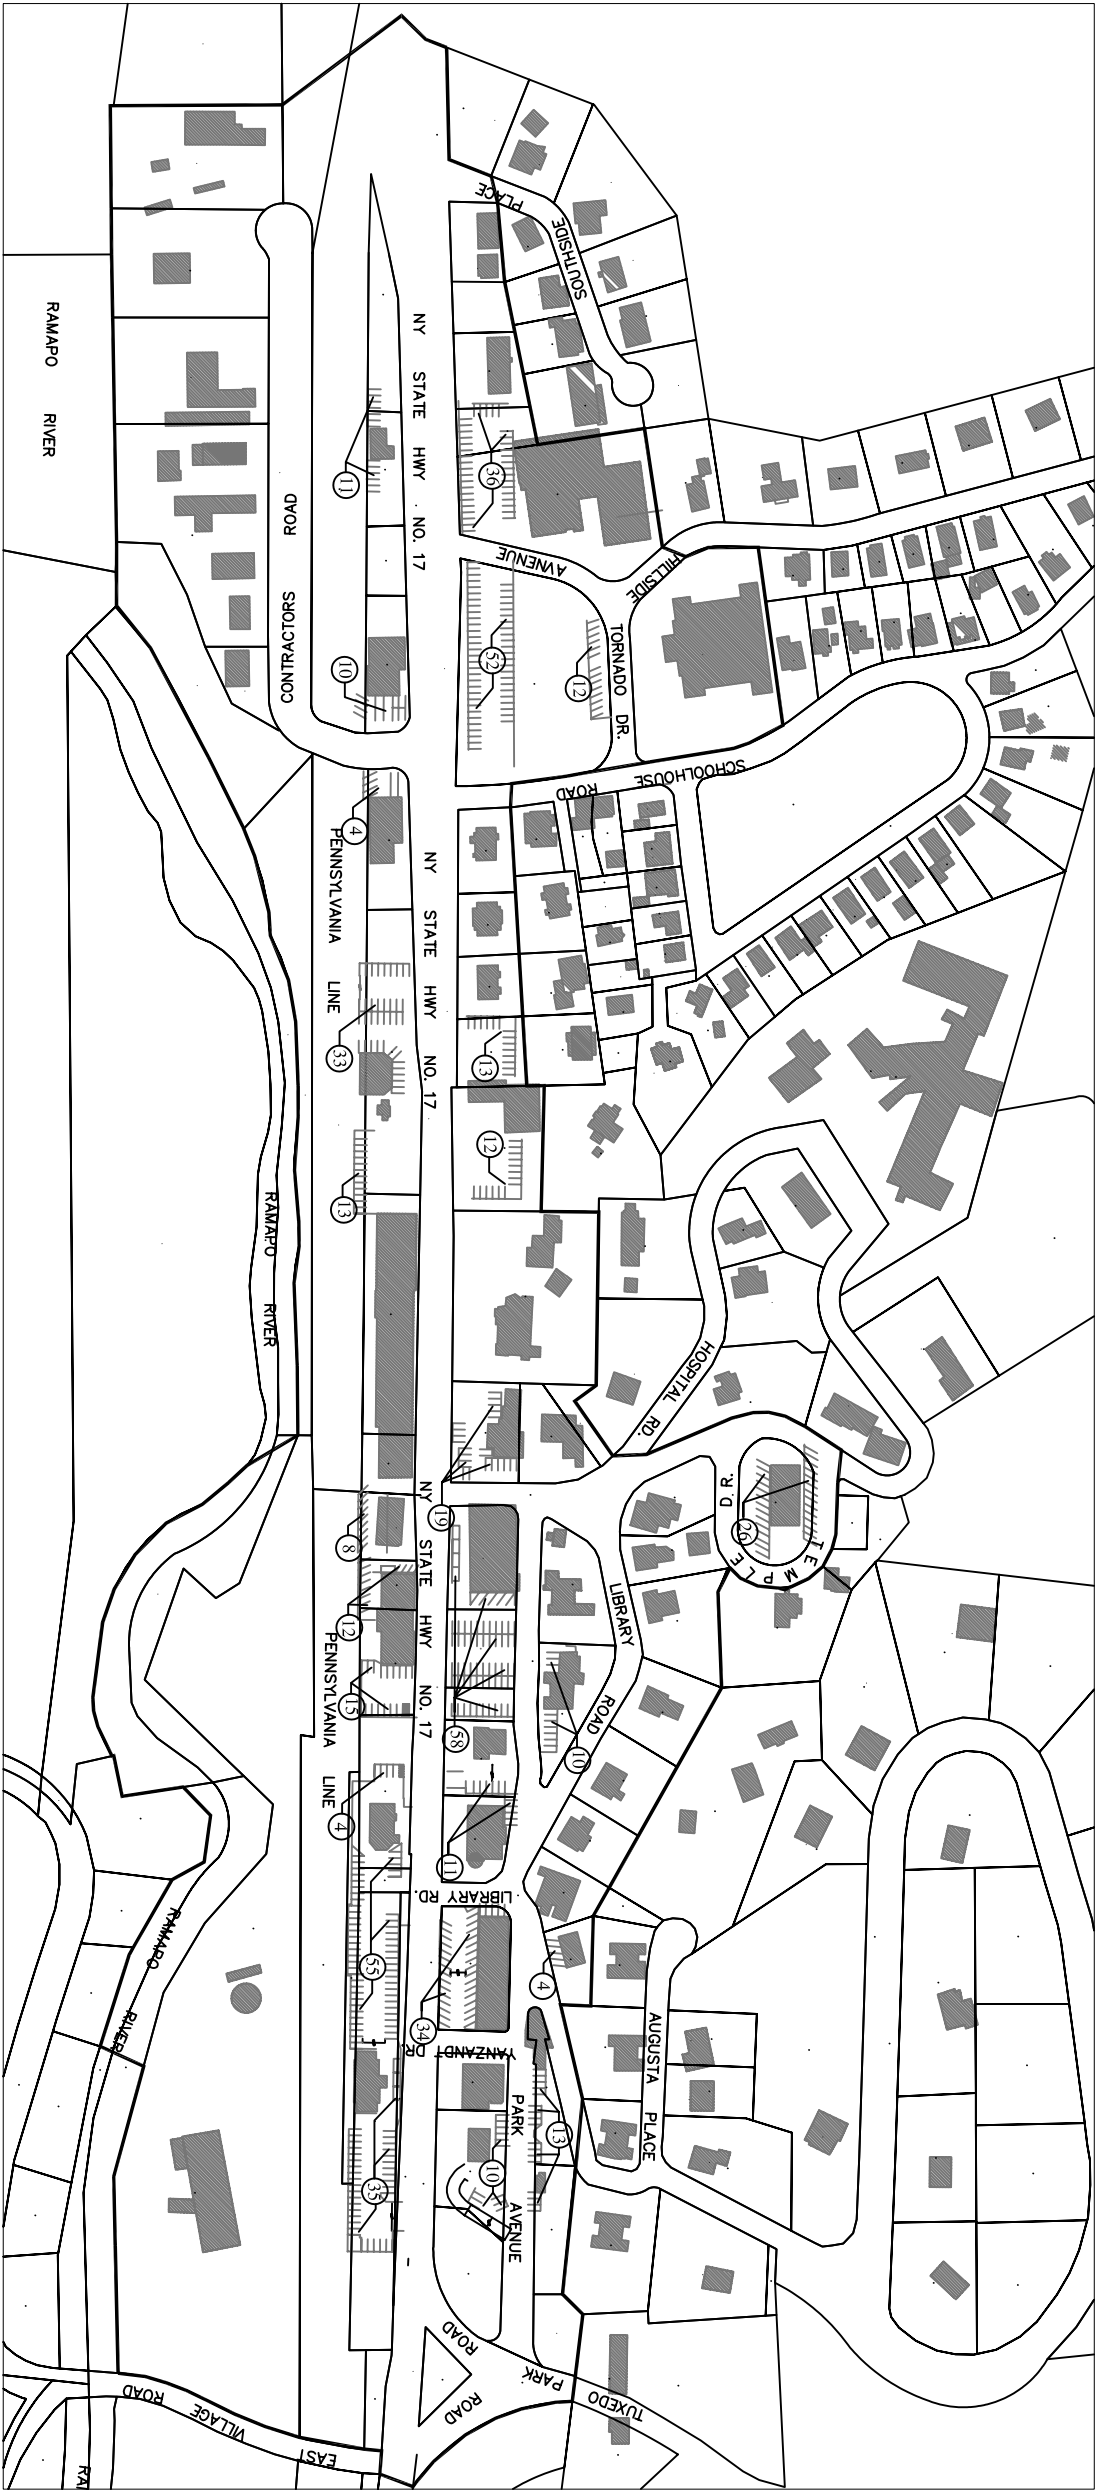 PLACE
SOUTHSIDE
RAMAPO RIVER
NY STATE HWY NO. 17
11
36
CONTRACTORS ROAD
AVNENUE
HILLSIDE
TORNADO DR.
10
52
12
SCHOOLHOUSE
ROAD
4
PENNSYLVANIA LINE
NY STATE HWY NO. 17
33
13
12
13
RAMAPO RIVER
HOSPITAL RD.
D.R.
TEMPLE
26
19
NY STATE HWY NO. 17
8
12
15
58
LIBRARY ROAD
10
PENNSYLVANIA LINE
4
11
LIBRARY RD.
55
34
4
RAMAPO RIVER
YANZANDT DR.
AUGUSTA PLACE
PARK AVENUE
13
10
35
ROAD
ROAD
PARK
TUXEDO
ROAD
VILLAGE
EAST
RA